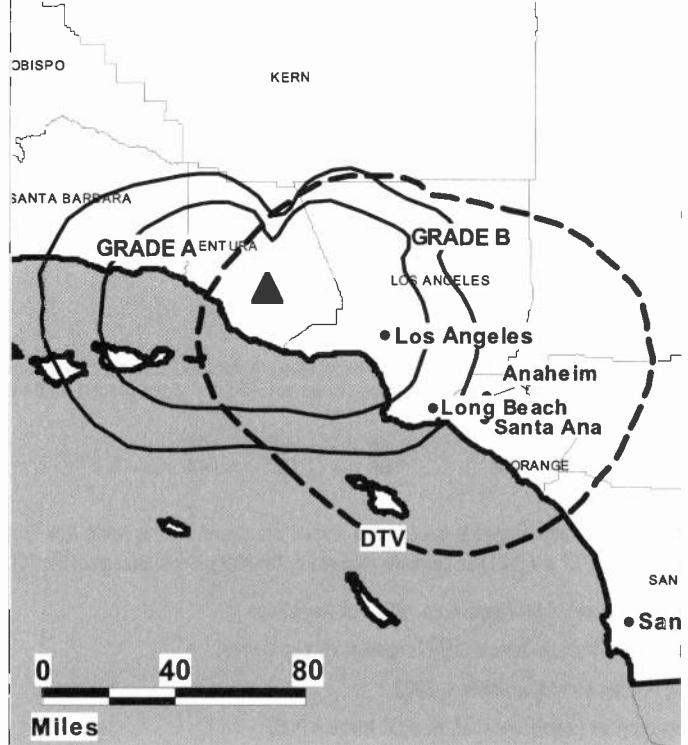 OBISPO
KERN
SANTA BARBARA
GRADE A
ENTURA
GRADE B
LOS ANGELES
Los Angeles
Anaheim
Long Beach
Santa Ana
ORANGE
DTV
SAN
San
0 40 80
Miles